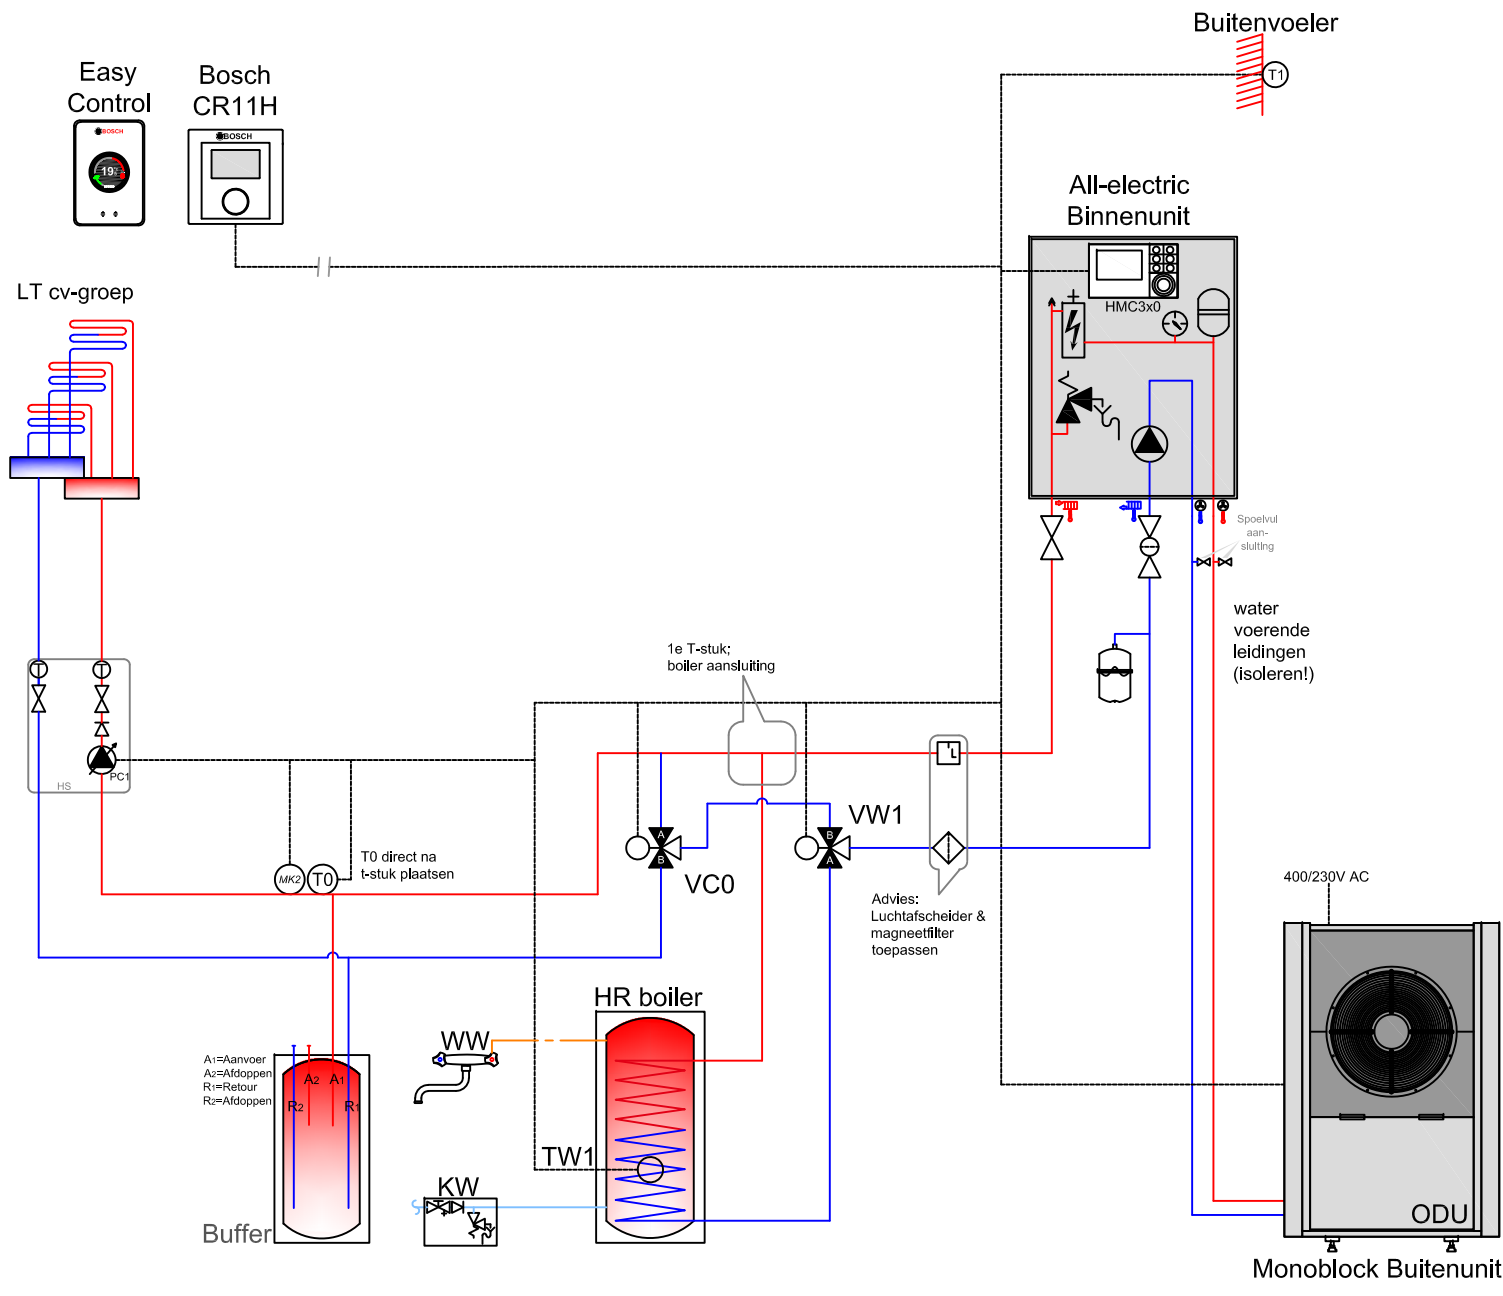 Buitenvoeler
T1
Easy
Control
BOSCH
19
Bosch
CR11H
BOSCH
All-electric
Binnenunit
HMC3x0
LT cv-groep
Spoelvul
aan-
sluiting
water
voerende
leidingen
(isoleren!)
1e T-stuk;
boiler aansluiting
T
T
PC1
HS
MK2
T0
T0 direct na
t-stuk plaatsen
A
B
VC0
B
A
VW1
L
Advies:
Luchtafscheider &
magneetfilter
toepassen
400/230V AC
HR boiler
WW
TW1
KW
A1=Aanvoer
A2=Afdoppen
R1=Retour
R2=Afdoppen
A2 A1
R2 R1
Buffer
ODU
Monoblock Buitenunit